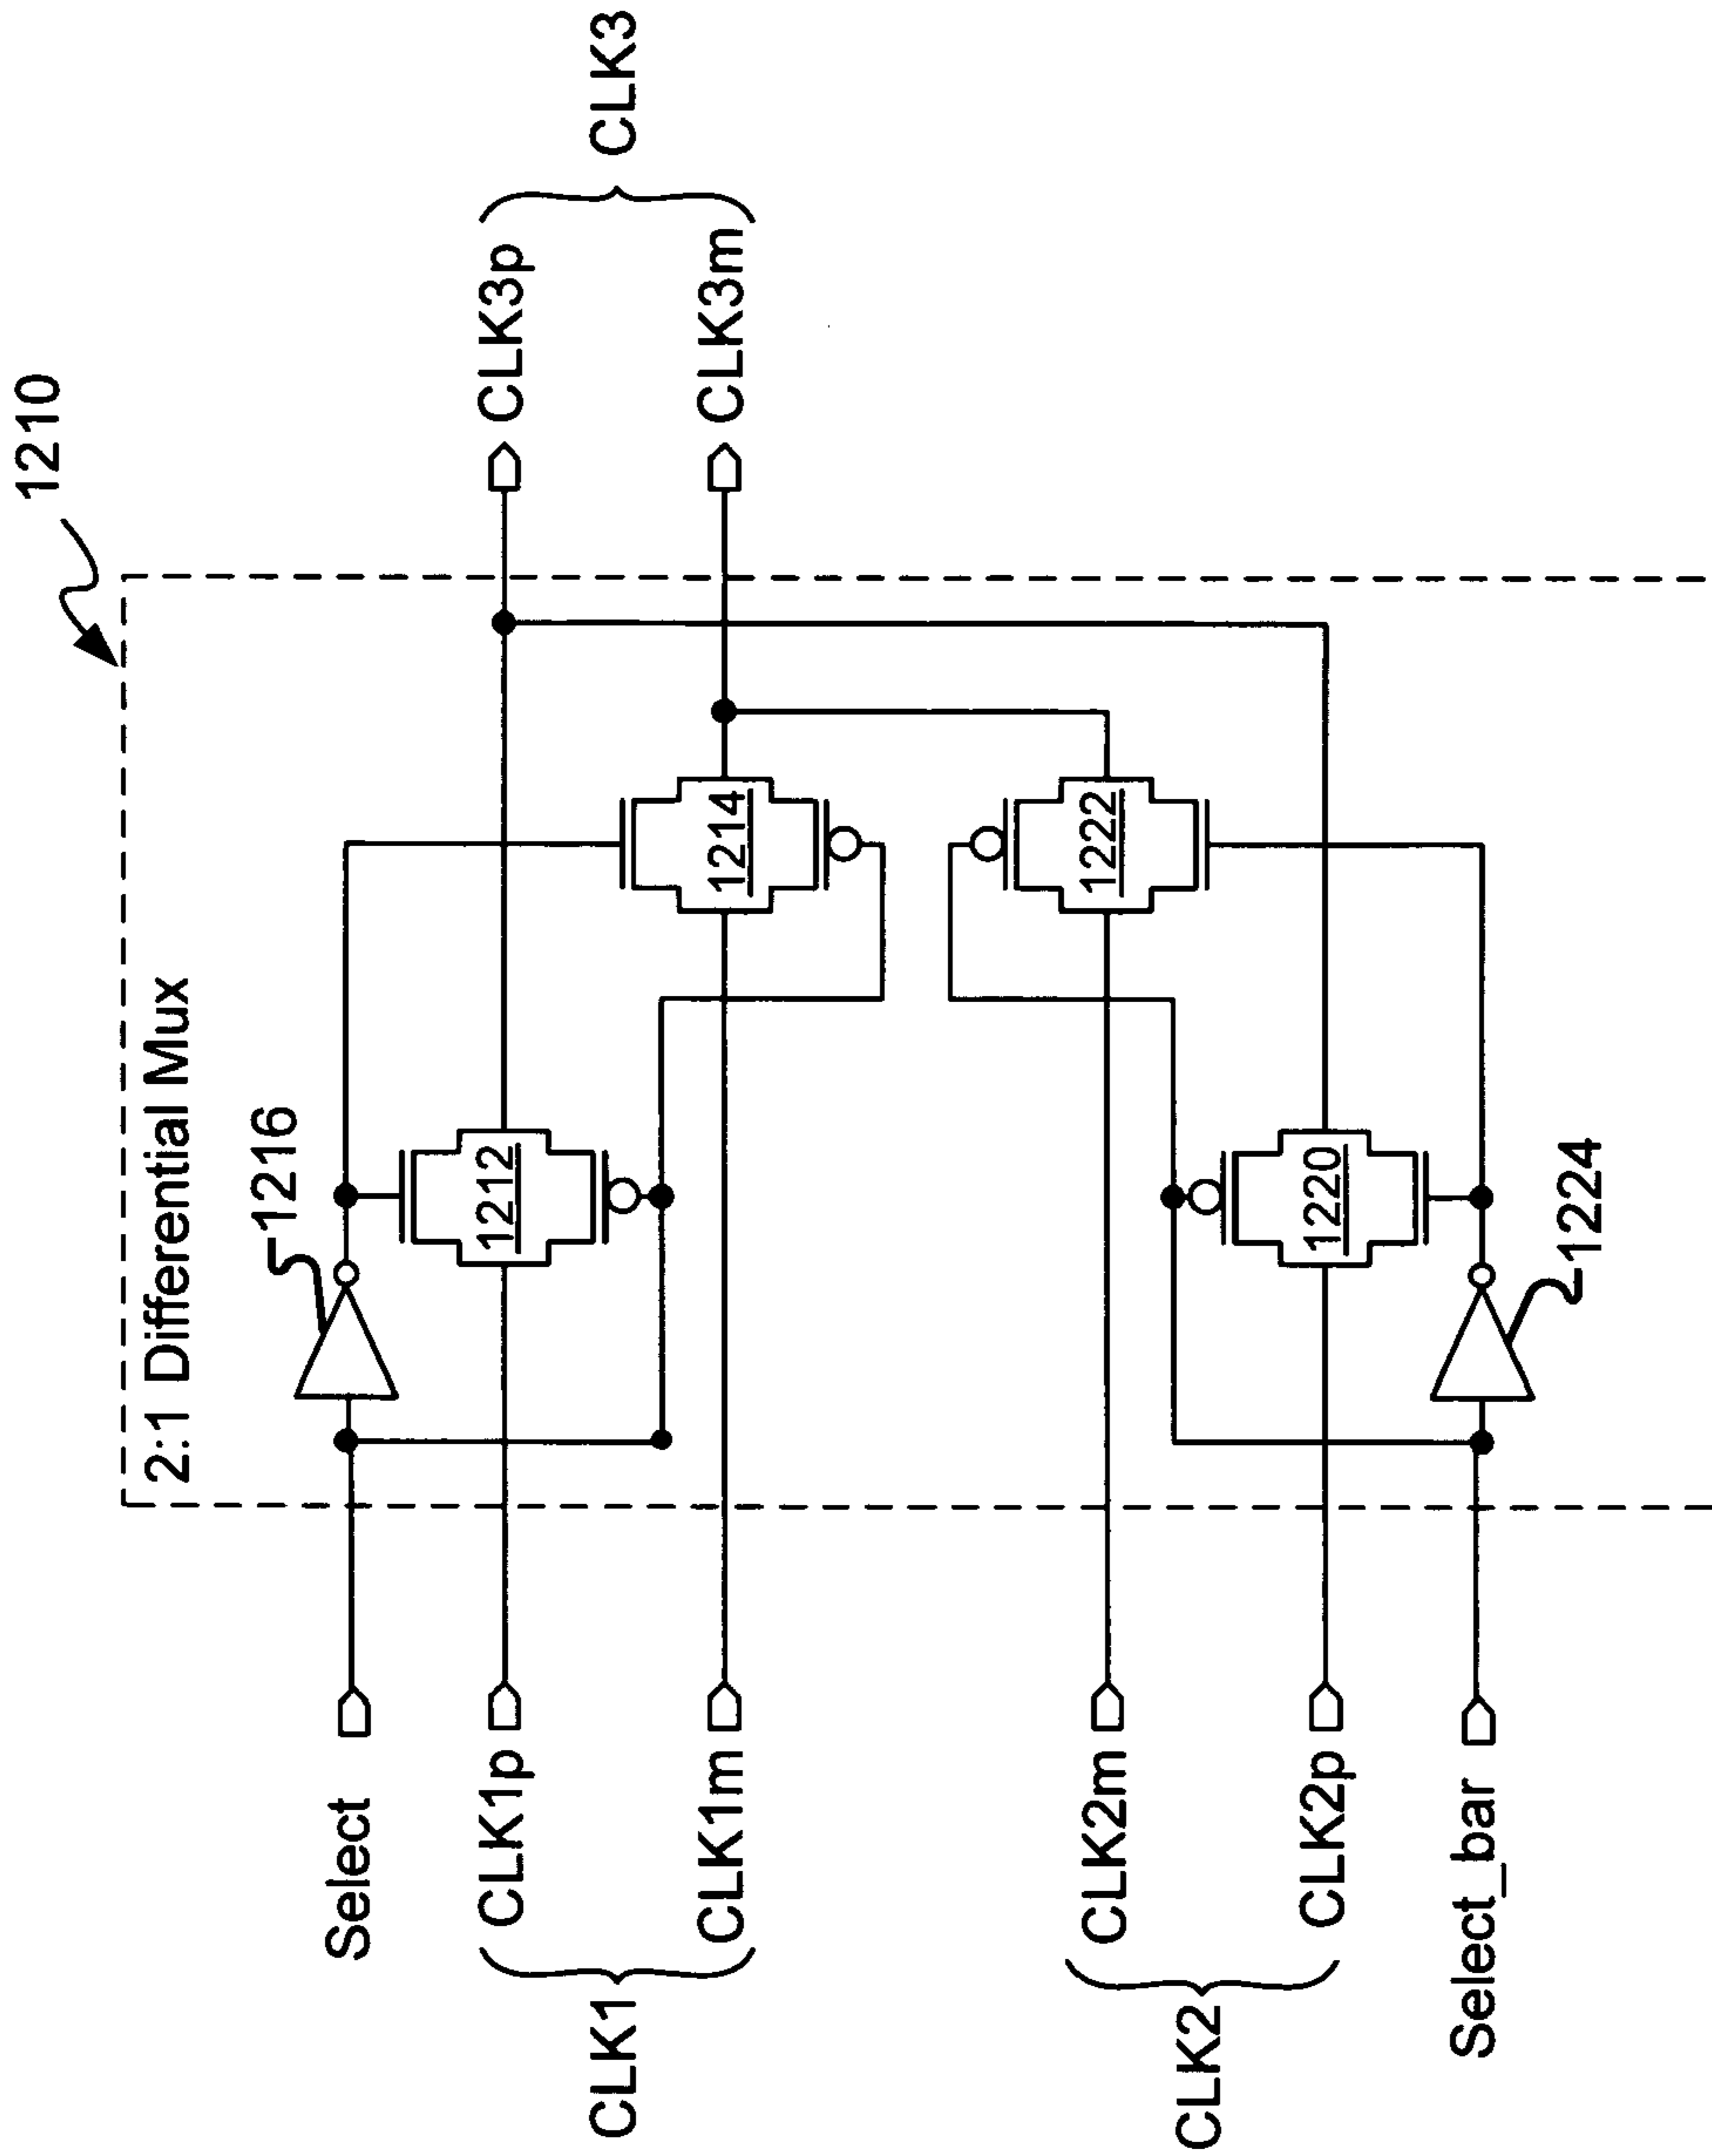 1210
2:1 Differential Mux
Select
1216
CLK1
CLK1p
1212
CLK3p
CLK3
CLK1m
1214
CLK3m
CLK2
CLK2m
1222
CLK2p
1220
Select_bar
1224